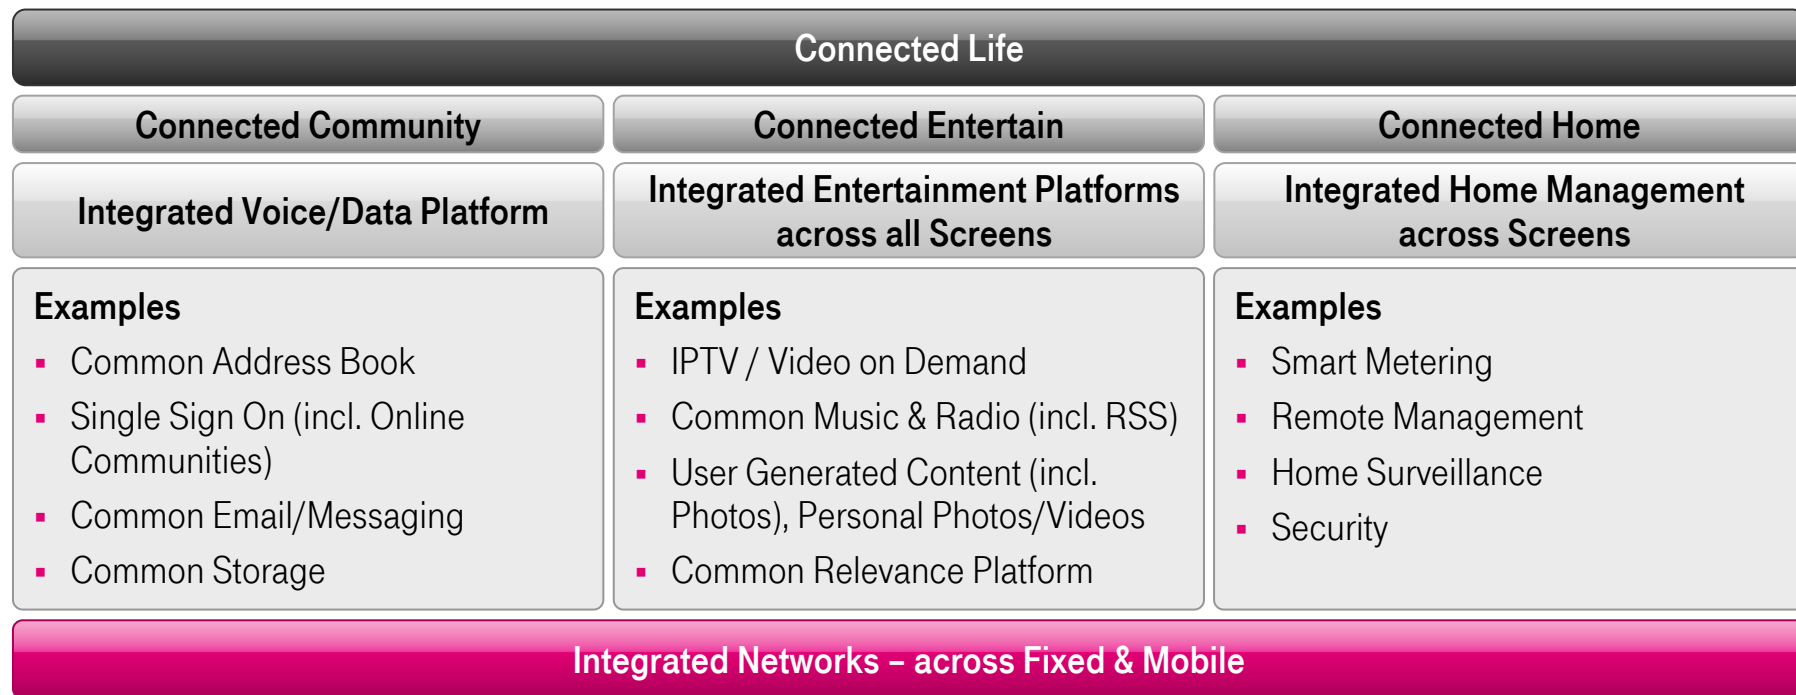 Connected Life
Connected Community
Connected Entertain
Connected Home
Integrated Voice/Data Platform
Integrated Entertainment Platforms
across all Screens
Integrated Home Management
across Screens
Examples
▪ Common Address Book
▪ Single Sign On (incl. Online
Communities)
▪ Common Email/Messaging
▪ Common Storage
Examples
▪ IPTV / Video on Demand
▪ Common Music & Radio (incl. RSS)
▪ User Generated Content (incl.
Photos), Personal Photos/Videos
▪ Common Relevance Platform
Examples
▪ Smart Metering
▪ Remote Management
▪ Home Surveillance
▪ Security
Integrated Networks – across Fixed & Mobile